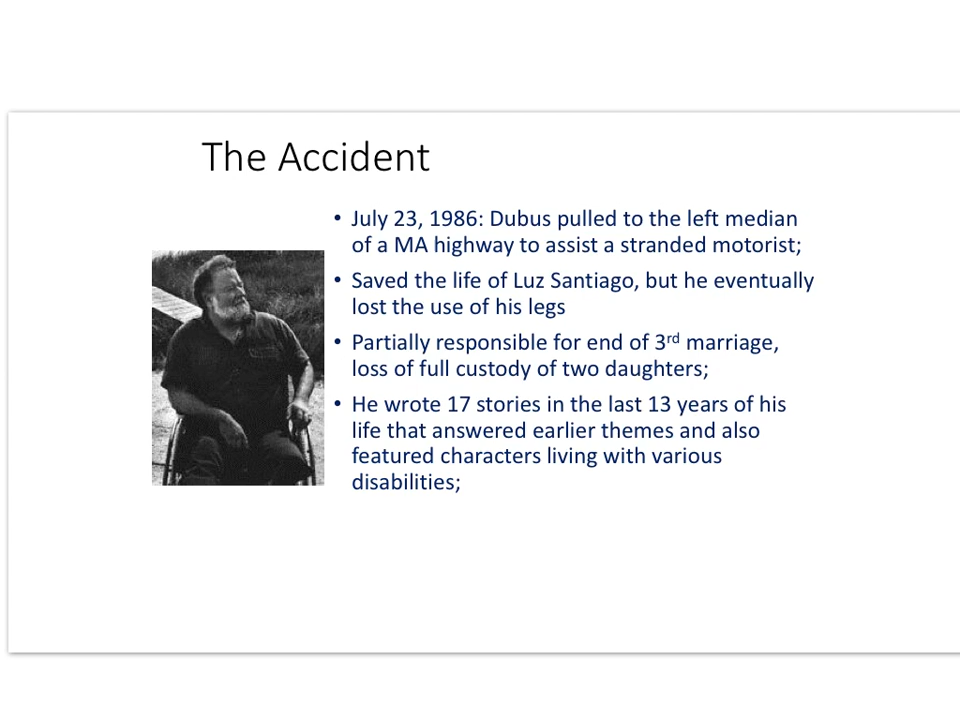 The Accident
• July 23, 1986: Dubus pulled to the left median
of a MA highway to assist a stranded motorist;
• Saved the life of Luz Santiago, but he eventually
lost the use of his legs
• Partially responsible for end of 3rd marriage,
loss of full custody of two daughters;
• He wrote 17 stories in the last 13 years of his
life that answered earlier themes and also
featured characters living with various
disabilities;